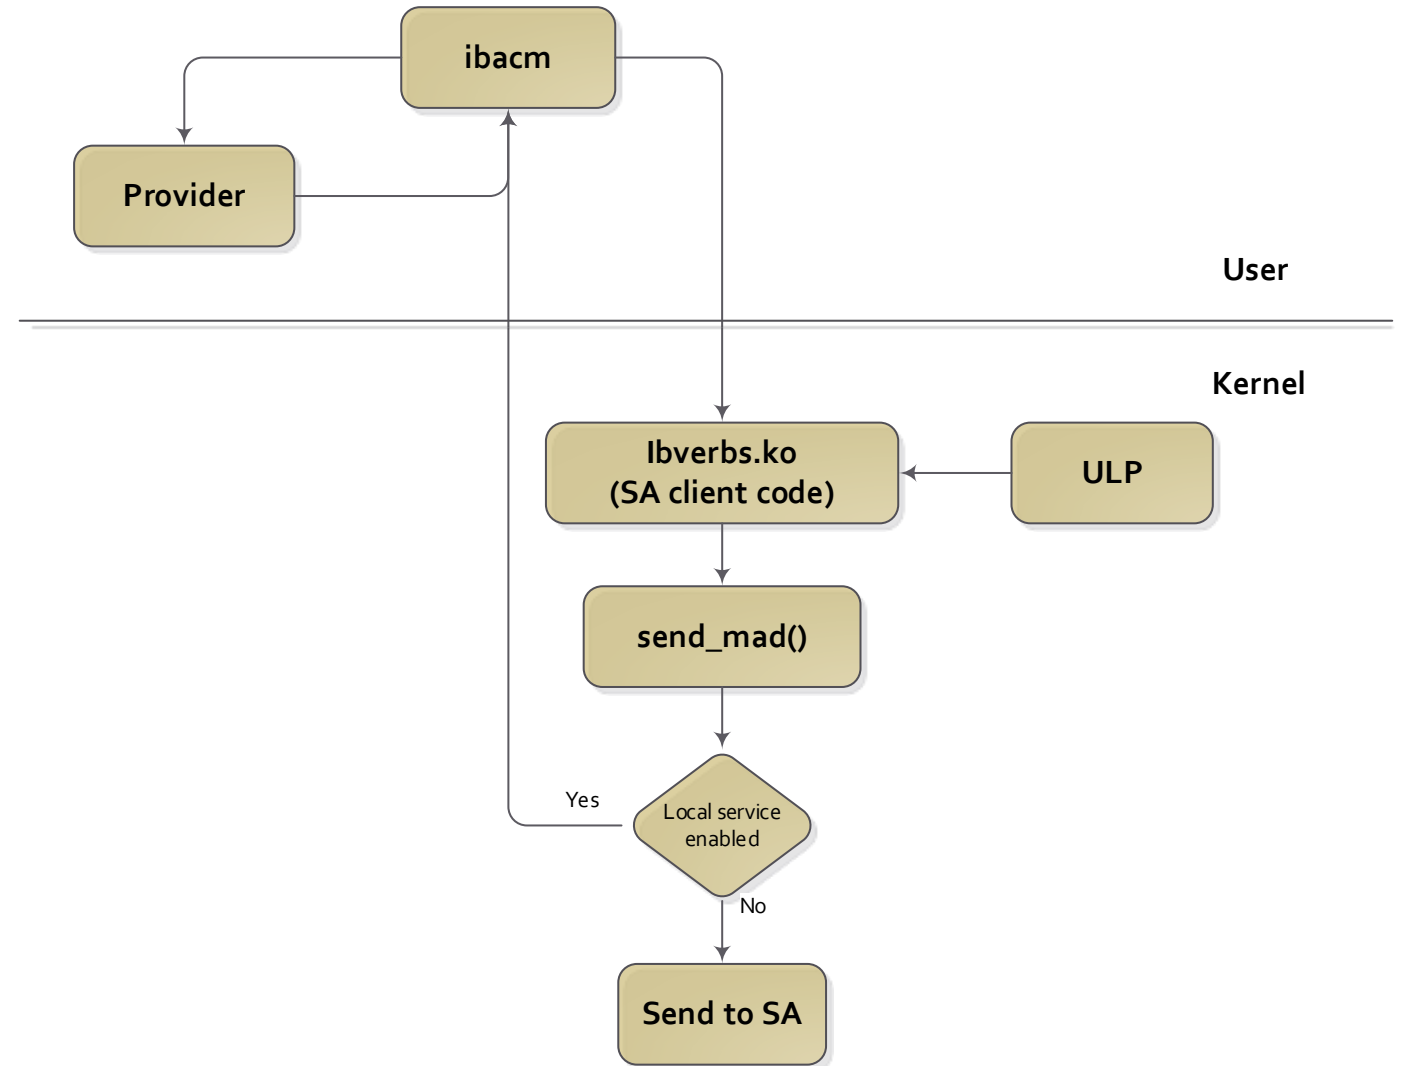 ibacm
Provider
User
Kernel
Ibverbs.ko
(SA client code)
ULP
send_mad()
Yes
Local service
enabled
No
Send to SA